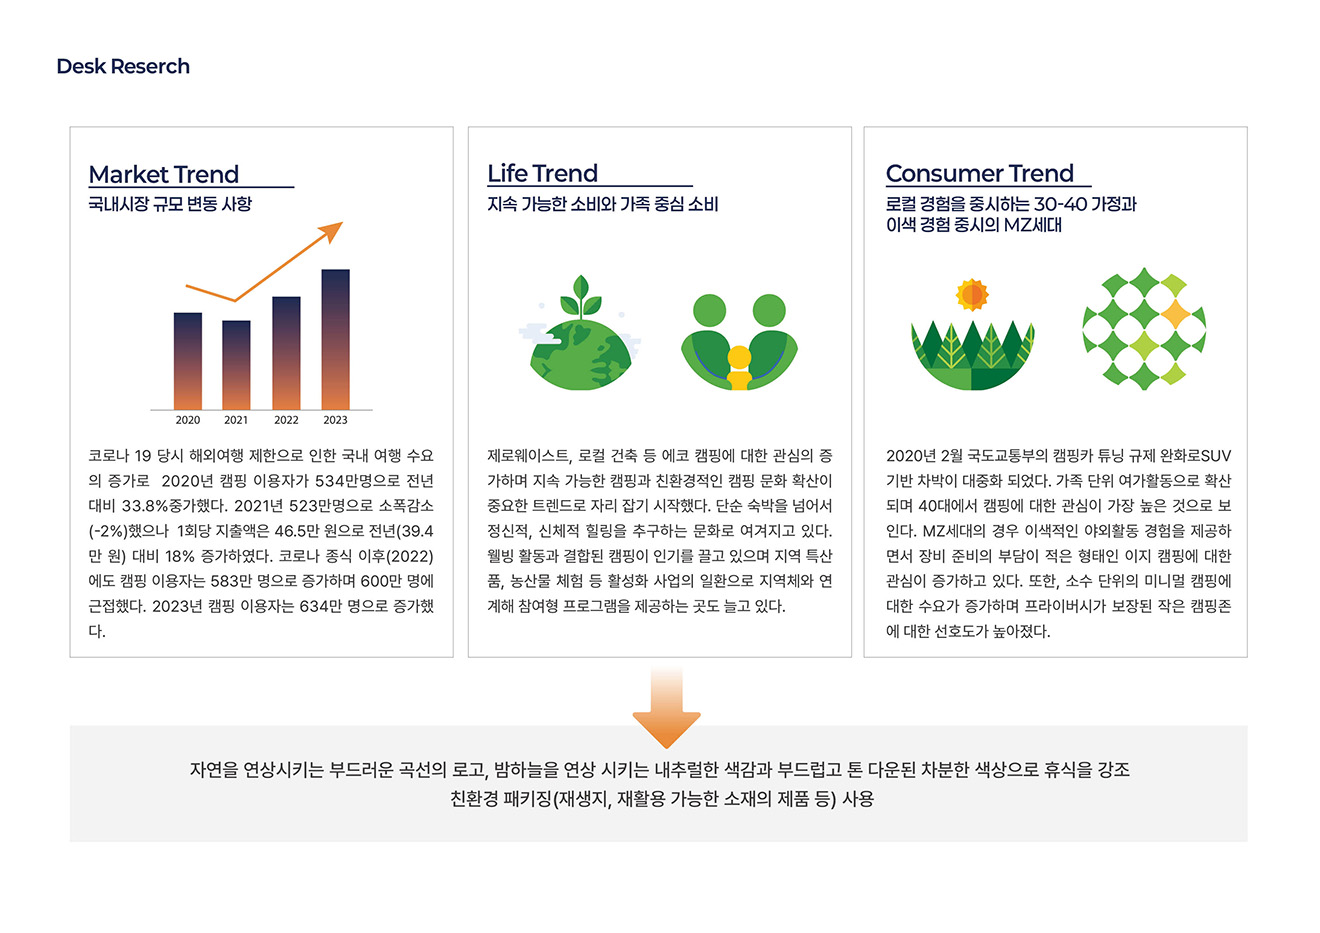 Desk Reserch
Market Trend
국내시장 규모 변동 사항
2020 2021 2022 2023
코로나 19 당시 해외여행 제한으로 인한 국내 여행 수요
의 증가로 2020년 캠핑 이용자가 534만명으로 전년
대비 33.8%중가했다. 2021년 523만명으로 소폭감소
(-2%)했으나 1회당 지출액은 46.5만 원으로 전년(39.4
만 원) 대비 18% 증가하였다. 코로나 종식 이후(2022)
에도 캠핑 이용자는 583만 명으로 증가하며 600만 명에
근접했다. 2023년 캠핑 이용자는 634만 명으로 증가했
다.
Life Trend
지속 가능한 소비와 가족 중심 소비
제로웨이스트, 로컬 건축 등 에코 캠핑에 대한 관심의 증
가하며 지속 가능한 캠핑과 친환경적인 캠핑 문화 확산이
중요한 트렌드로 자리 잡기 시작했다. 단순 숙박을 넘어서
정신적, 신체적 힐링을 추구하는 문화로 여겨지고 있다.
웰빙 활동과 결합된 캠핑이 인기를 끌고 있으며 지역 특산
품, 농산물 체험 등 활성화 사업의 일환으로 지역체와 연
계해 참여형 프로그램을 제공하는 곳도 늘고 있다.
Consumer Trend
로컬 경험을 중시하는 30-40 가정과
이색 경험 중시의 MZ세대
2020년 2월 국도교통부의 캠핑카 튜닝 규제 완화로SUV
기반 차박이 대중화 되었다. 가족 단위 여가활동으로 확산
되며 40대에서 캠핑에 대한 관심이 가장 높은 것으로 보
인다. MZ세대의 경우 이색적인 야외활동 경험을 제공하
면서 장비 준비의 부담이 적은 형태인 이지 캠핑에 대한
관심이 증가하고 있다. 또한, 소수 단위의 미니멀 캠핑에
대한 수요가 증가하며 프라이버시가 보장된 작은 캠핑존
에 대한 선호도가 높아졌다.
자연을 연상시키는 부드러운 곡선의 로고, 밤하늘을 연상 시키는 내추럴한 색감과 부드럽고 톤 다운된 차분한 색상으로 휴식을 강조
친환경 패키징(재생지, 재활용 가능한 소재의 제품 등) 사용